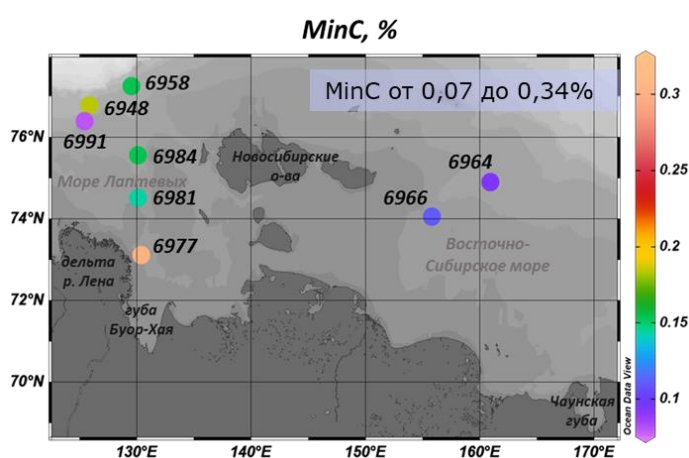 MinC, %
MinC от 0,07 до 0,34%
6958
6948
6991
6984
Новосибирские
о-ва
6964
Море Лаптевых
6981
6966
6977
Восточно-
Сибирское море
дельта
р. Лена
губа
Буор-Хая
Чаунская
губа
76°N
74°N
72°N
70°N
130°E
140°E
150°E
160°E
170°E
0.3
0.25
0.2
0.15
0.1
Ocean Data View